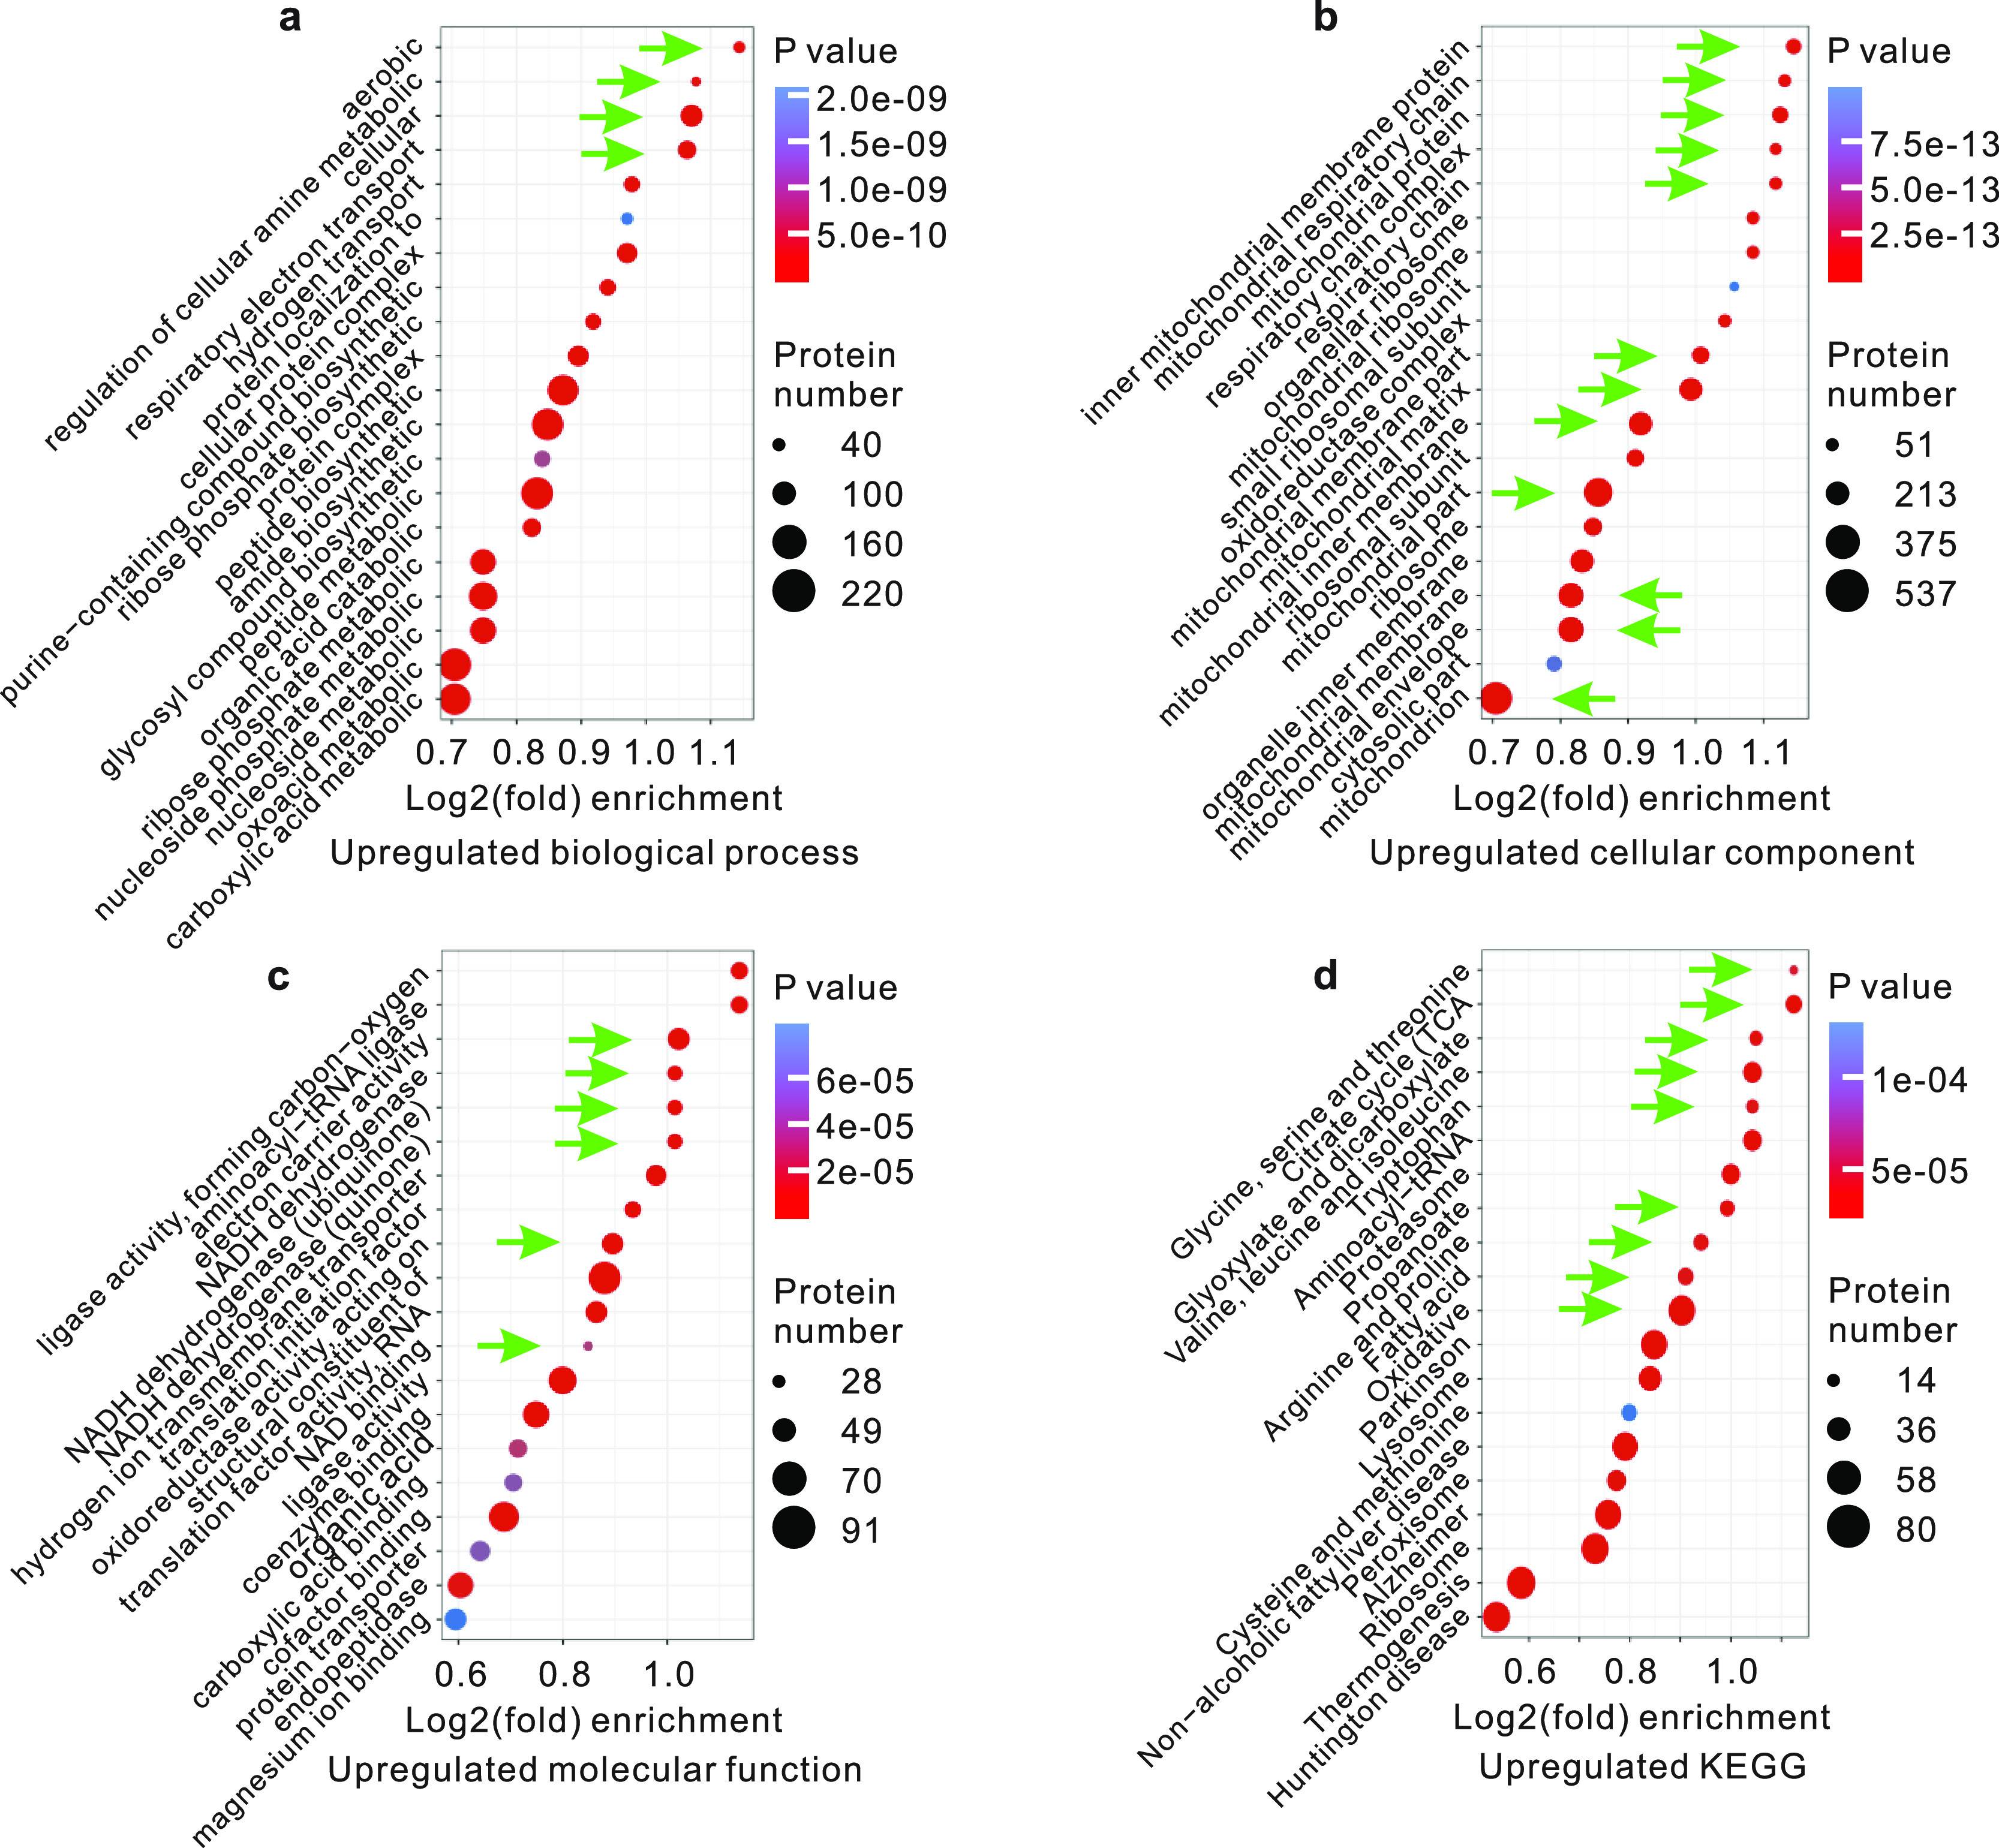 a
aerobic
regulation of cellular amine metabolic
cellular
respiratory electron transport
hydrogen transport
protein localization to
cellular protein complex
purine-containing compound biosynthetic
ribose phosphate biosynthetic
protein complex
peptide biosynthetic
amide biosynthetic
glycosyl compound biosynthetic
peptide metabolic
organic acid catabolic
ribose phosphate metabolic
nucleoside phosphate metabolic
nucleoside metabolic
oxoacid metabolic
carboxylic acid metabolic
0.7 0.8 0.9 1.0 1.1
Log2(fold) enrichment
Upregulated biological process
P value
2.0e-09
1.5e-09
1.0e-09
5.0e-10
Protein
number
40
100
160
220
b
inner mitochondrial membrane protein
mitochondrial respiratory chain
mitochondrial protein
respiratory chain complex
respiratory chain
organellar ribosome
mitochondrial ribosome
small ribosomal subunit
oxidoreductase complex
mitochondrial membrane part
mitochondrial matrix
mitochondrial inner membrane
ribosomal subunit
mitochondrial part
ribosome
organelle inner membrane
mitochondrial membrane
mitochondrial envelope
cytosolic part
mitochondrion
0.7 0.8 0.9 1.0 1.1
Log2(fold) enrichment
Upregulated cellular component
P value
7.5e-13
5.0e-13
2.5e-13
Protein
number
51
213
375
537
c
ligase activity, forming carbon-oxygen
aminoacyl-tRNA ligase
electron carrier activity
NADH dehydrogenase
NADH dehydrogenase (ubiquinone)
NADH dehydrogenase (quinone)
hydrogen ion transmembrane transporter
translation initiation factor
oxidoreductase activity, acting on
structural constituent of
translation factor activity, RNA
NAD binding
ligase activity
coenzyme binding
organic acid
carboxylic acid binding
cofactor binding
protein transporter
endopeptidase
magnesium ion binding
0.6 0.8 1.0
Log2(fold) enrichment
Upregulated molecular function
P value
6e-05
4e-05
2e-05
Protein
number
28
49
70
91
d
Glycine, serine and threonine
Citrate cycle (TCA
Glyoxylate and dicarboxylate
Valine, leucine and isoleucine
Tryptophan
Aminoacyl-tRNA
Proteasome
Propanoate
Arginine and proline
Fatty acid
Oxidative
Parkinson
Lysosome
Cysteine and methionine
Non-alcoholic fatty liver disease
Peroxisome
Alzheimer
Ribosome
Thermogenesis
Huntington disease
0.6 0.8 1.0
Log2(fold) enrichment
Upregulated KEGG
P value
1e-04
5e-05
Protein
number
14
36
58
80